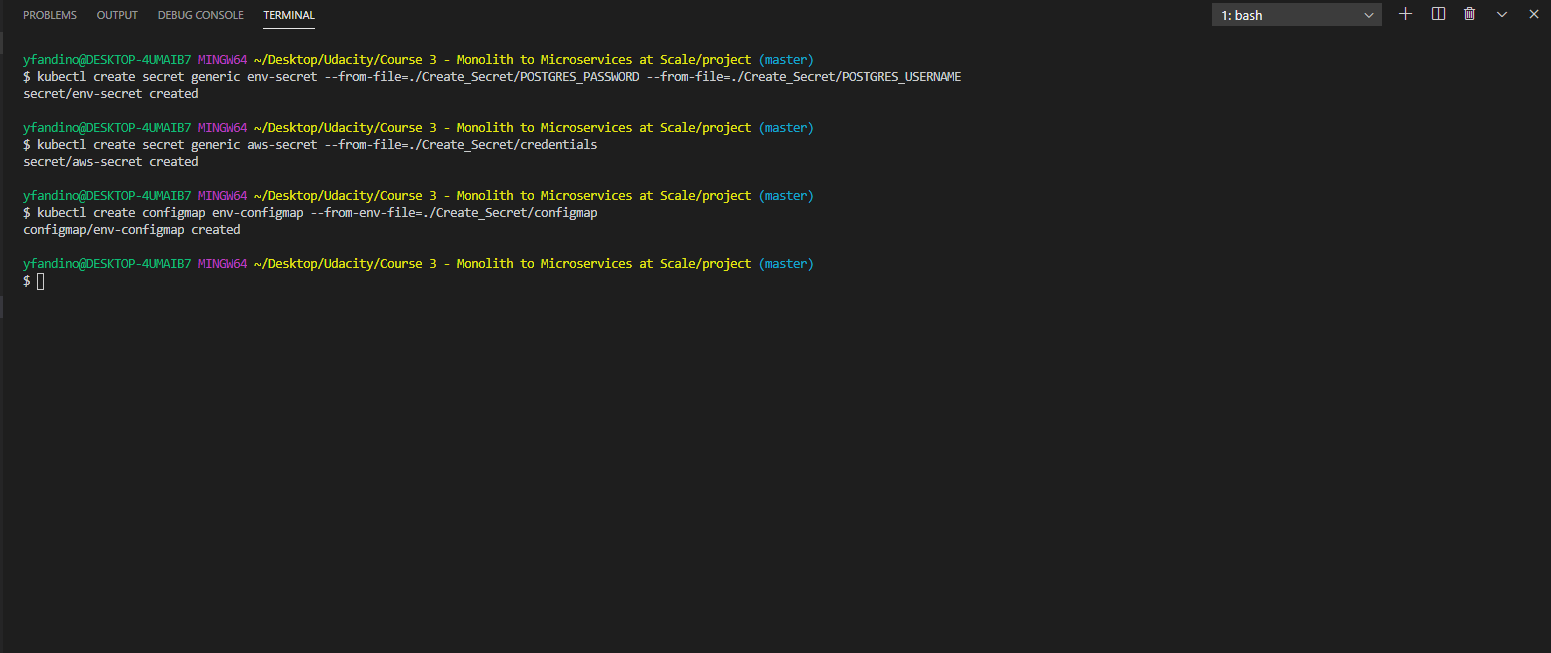 PROBLEMS OUTPUT DEBUG CONSOLE TERMINAL 1: bash
yfandino@DESKTOP-4UMAIB7 MINGW64 ~/Desktop/Udacity/Course 3 - Monolith to Microservices at Scale/project (master)
$ kubectl create secret generic env-secret --from-file=./Create_Secret/POSTGRES_PASSWORD --from-file=./Create_Secret/POSTGRES_USERNAME
secret/env-secret created
yfandino@DESKTOP-4UMAIB7 MINGW64 ~/Desktop/Udacity/Course 3 - Monolith to Microservices at Scale/project (master)
$ kubectl create secret generic aws-secret --from-file=./Create_Secret/credentials
secret/aws-secret created
yfandino@DESKTOP-4UMAIB7 MINGW64 ~/Desktop/Udacity/Course 3 - Monolith to Microservices at Scale/project (master)
$ kubectl create configmap env-configmap --from-env-file=./Create_Secret/configmap
configmap/env-configmap created
yfandino@DESKTOP-4UMAIB7 MINGW64 ~/Desktop/Udacity/Course 3 - Monolith to Microservices at Scale/project (master)
$